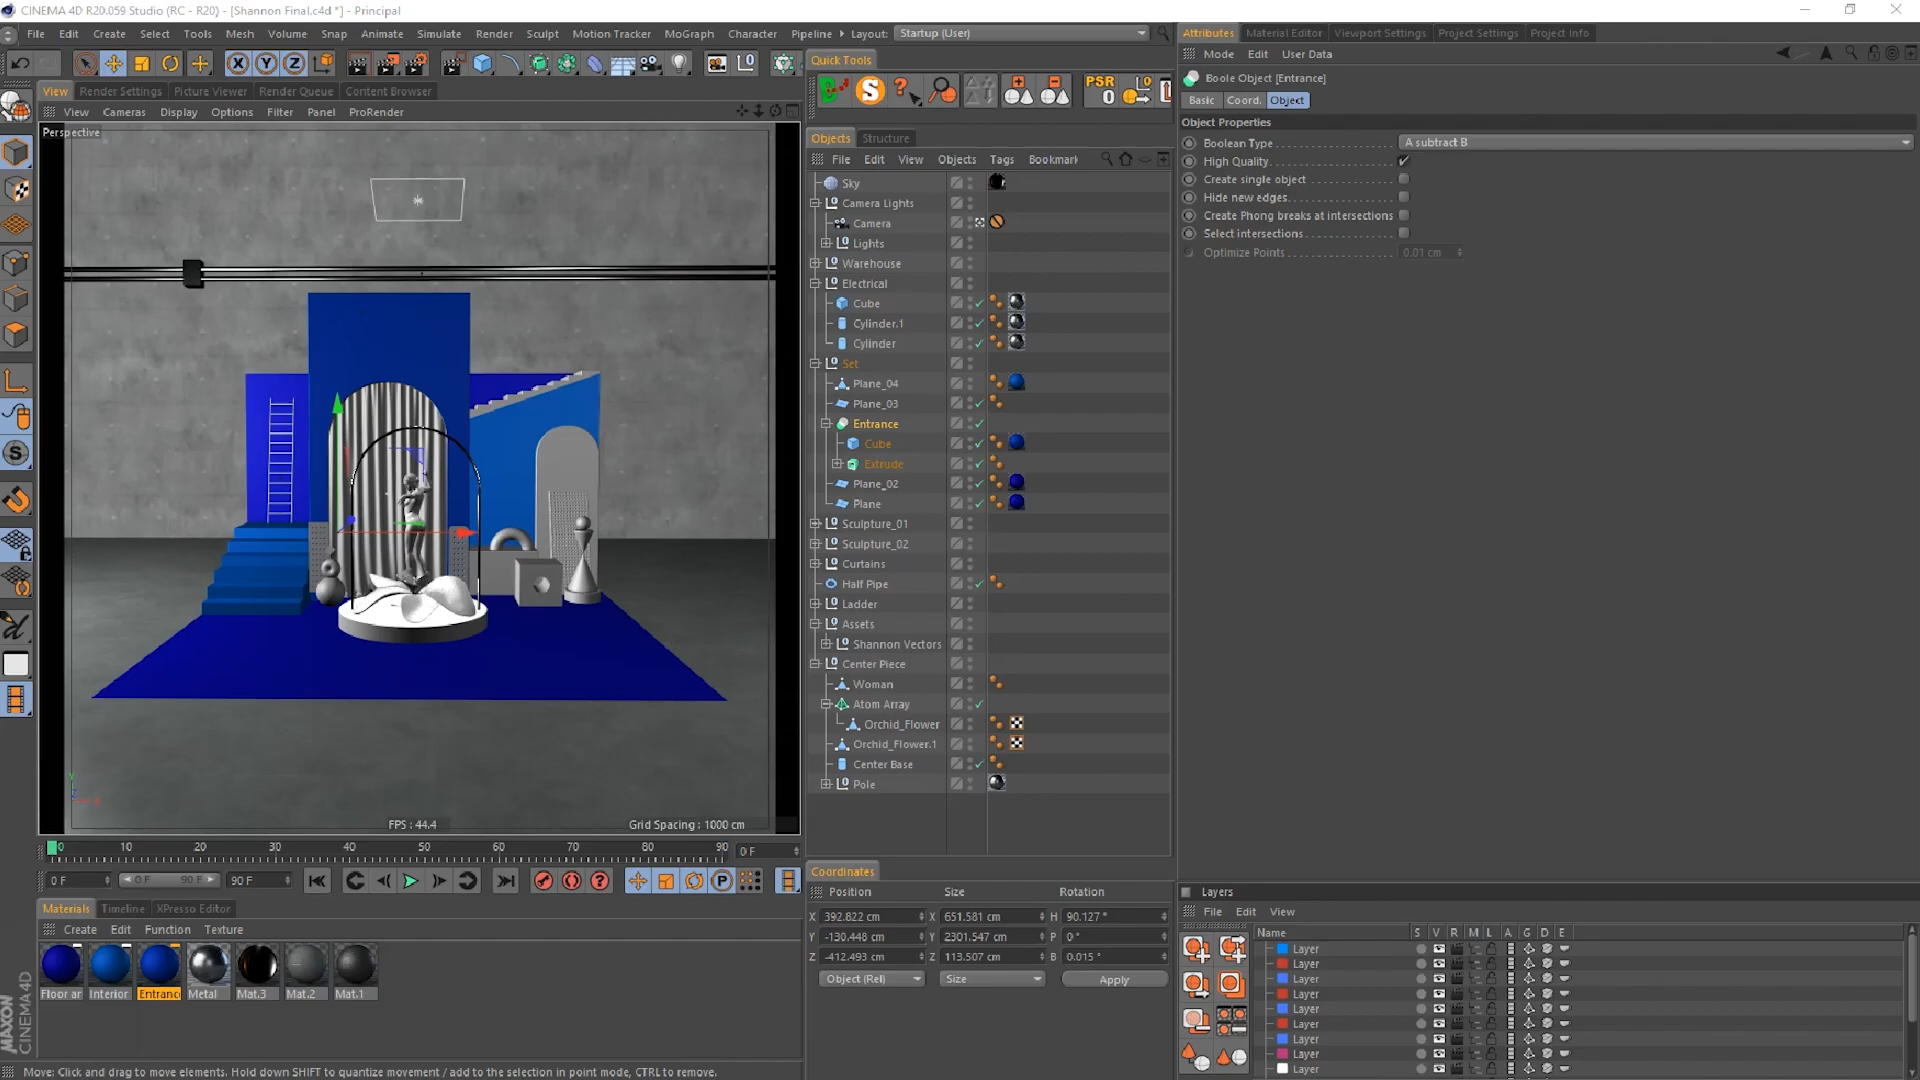 CINEMA 4D R20.059 Studio (RC - R20) - [Shannon Final.c4d *] - Principal
File Edit Create Select Tools Mesh Volume Snap Animate Simulate Render Sculpt Motion Tracker MoGraph Character Pipeline Layout: Startup (User)
Attributes Material Editor Viewport Settings Project Settings Project Info
Mode Edit User Data
Quick Tools
PSR
0
Boole Object [Entrance]
Basic Coord. Object
Object Properties
Boolean Type A subtract B
High Quality
Create single object
Hide new edges
Create Phong breaks at intersections
Select intersections
Optimize Points 0.01 cm
View Render Settings Picture Viewer Render Queue Content Browser
View Cameras Display Options Filter Panel ProRender
Perspective
FPS : 44.4
Grid Spacing : 1000 cm
Objects Structure
File Edit View Objects Tags Bookmark
Sky
Camera Lights
Camera
Lights
Warehouse
Electrical
Cube
Cylinder.1
Cylinder
Set
Plane_04
Plane_03
Entrance
Cube
Extrude
Plane_02
Plane
Sculpture_01
Sculpture_02
Curtains
Half Pipe
Ladder
Assets
Shannon Vectors
Center Piece
Woman
Atom Array
Orchid_Flower
Orchid_Flower.1
Center Base
Pole
0 10 20 30 40 50 60 70 80 90 0 F
0 F 0 F 90 F 90 F
Materials Timeline XPresso Editor
Create Edit Function Texture
Floor ar Interior Entranc Metal Mat.3 Mat.2 Mat.1
MAXON
CINEMA 4D
Coordinates
Position Size Rotation
X 392.822 cm X 651.581 cm H 90.127 °
Y -130.448 cm Y 2301.547 cm P 0 °
Z -412.493 cm Z 113.507 cm B 0.015 °
Object (Rel) Size Apply
Layers
File Edit View
Name S V R M L A G D E
Layer
Layer
Layer
Layer
Layer
Layer
Layer
Layer
Layer
Move: Click and drag to move elements. Hold down SHIFT to quantize movement / add to the selection in point mode, CTRL to remove.